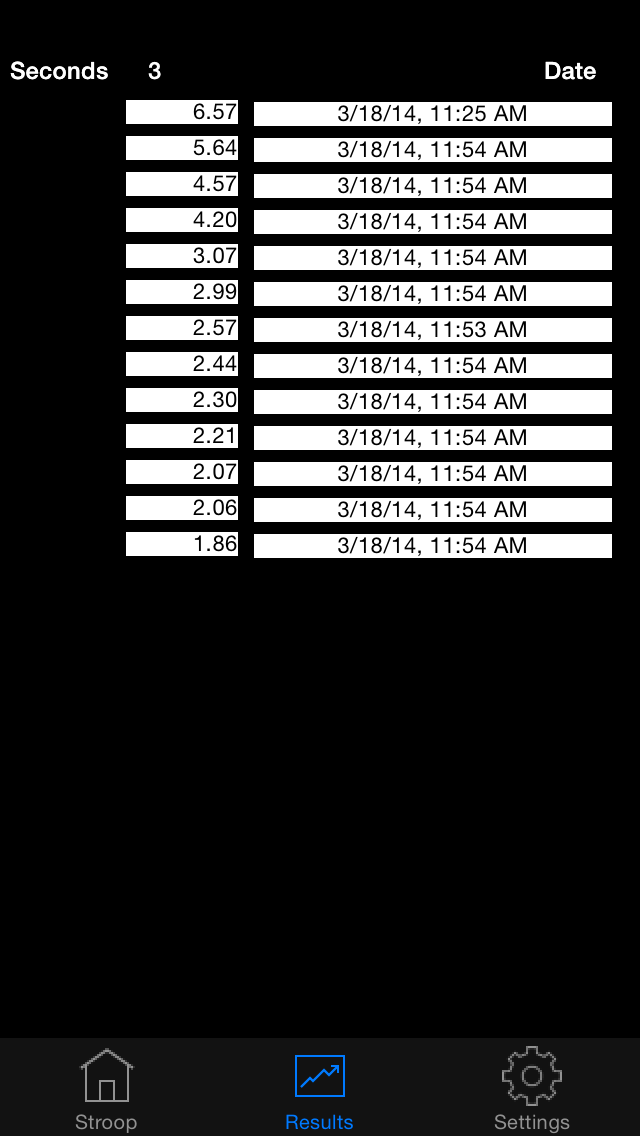 Seconds 3 Date
6.57 3/18/14, 11:25 AM
5.64 3/18/14, 11:54 AM
4.57 3/18/14, 11:54 AM
4.20 3/18/14, 11:54 AM
3.07 3/18/14, 11:54 AM
2.99 3/18/14, 11:54 AM
2.57 3/18/14, 11:53 AM
2.44 3/18/14, 11:54 AM
2.30 3/18/14, 11:54 AM
2.21 3/18/14, 11:54 AM
2.07 3/18/14, 11:54 AM
2.06 3/18/14, 11:54 AM
1.86 3/18/14, 11:54 AM
Stroop Results Settings